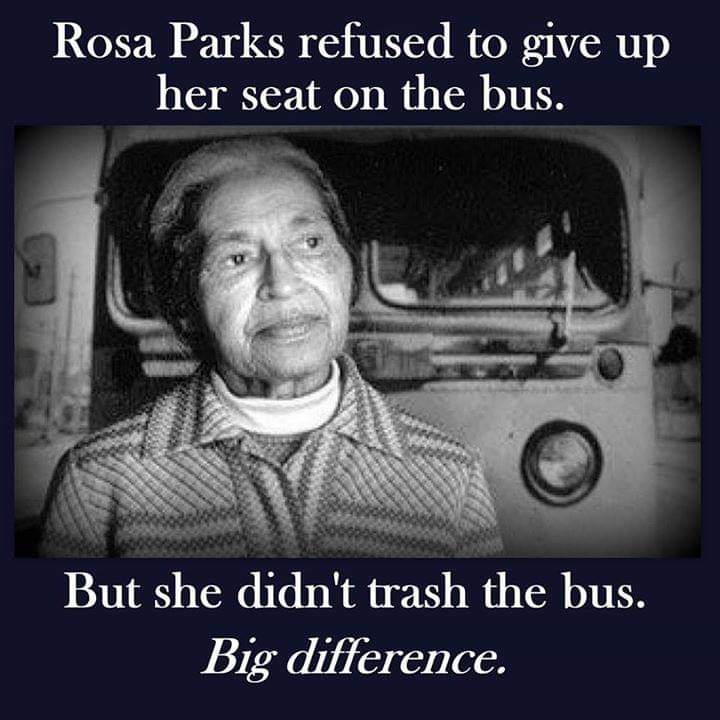 Rosa Parks refused to give up
her seat on the bus.
But she didn't trash the bus.
Big difference.